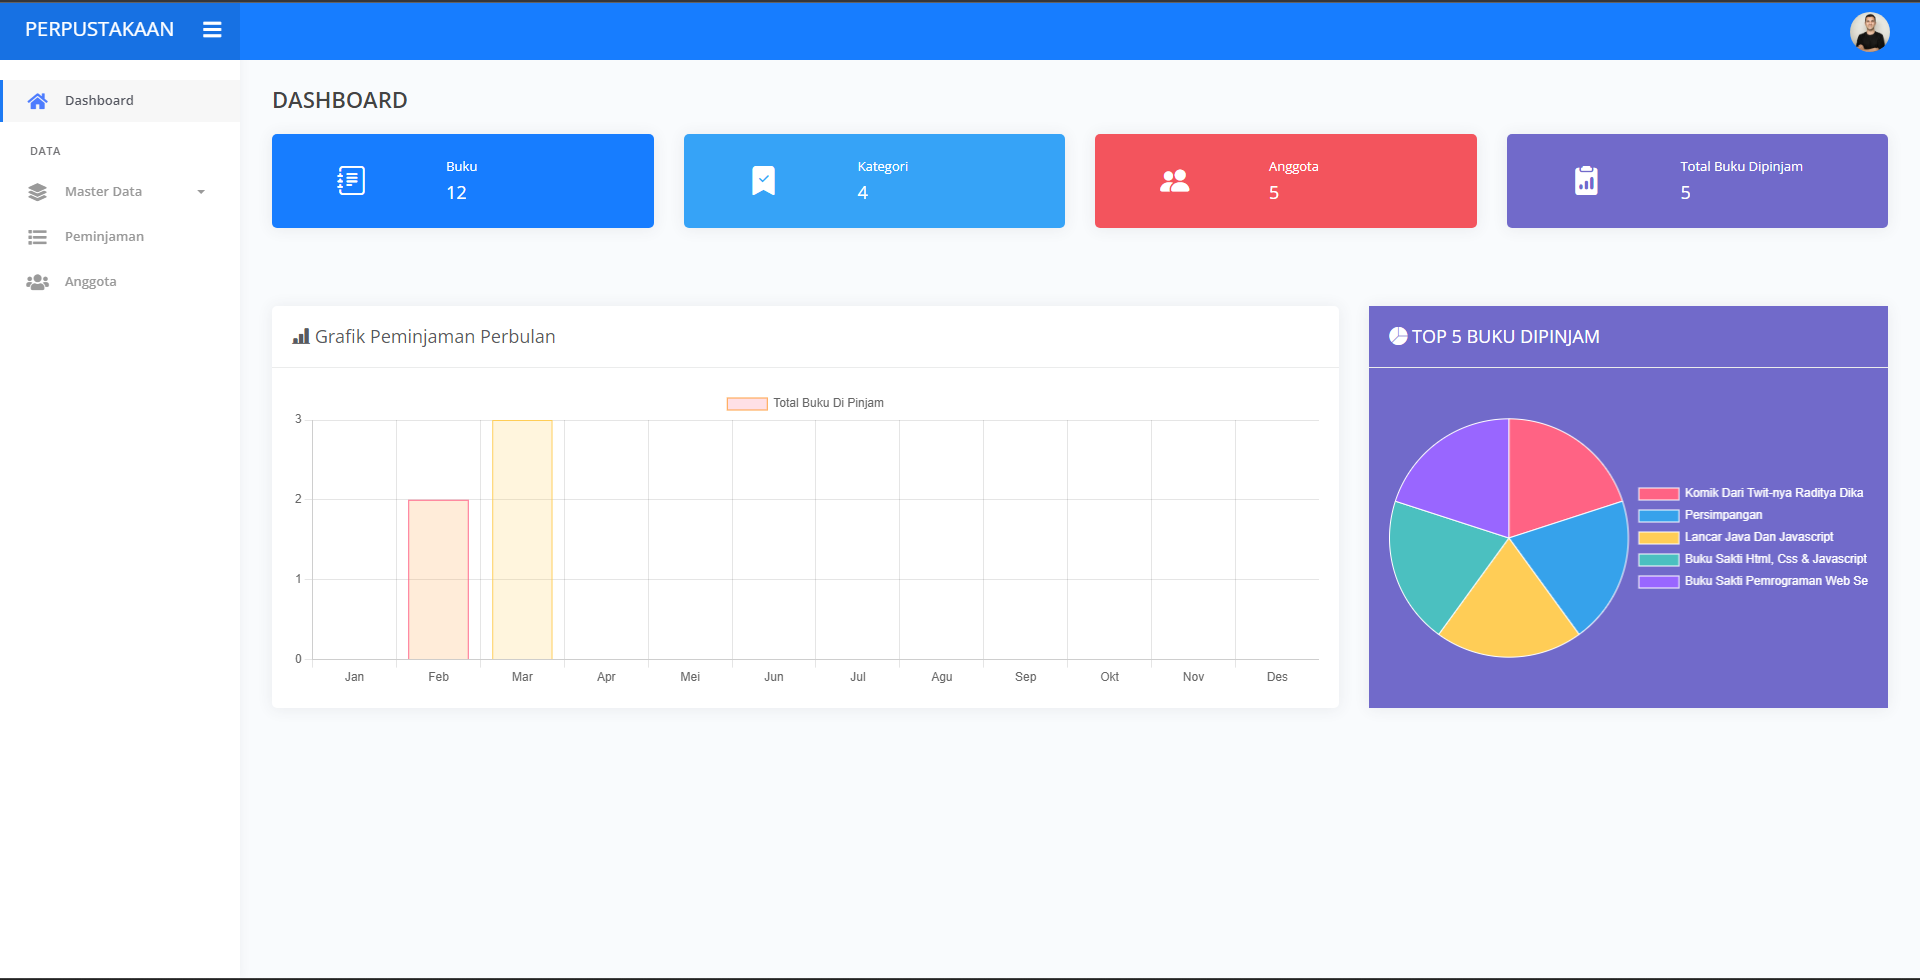 PERPUSTAKAAN
Dashboard
DATA
Master Data
Peminjaman
Anggota
DASHBOARD
Buku
12
Kategori
4
Anggota
5
Total Buku Dipinjam
5
Grafik Peminjaman Perbulan
Total Buku Di Pinjam
3
2
1
0
Jan Feb Mar Apr Mei Jun Jul Agu Sep Okt Nov Des
TOP 5 BUKU DIPINJAM
Komik Dari Twit-nya Raditya Dika
Persimpangan
Lancar Java Dan Javascript
Buku Sakti Html, Css & Javascript
Buku Sakti Pemrograman Web Se